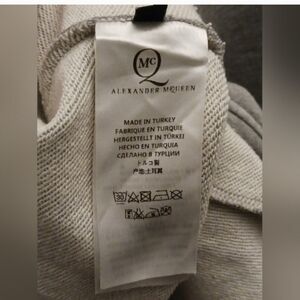 McQ
ALEXANDER McQUEEN
MADE IN TURKEY
FABRIQUE EN TURQUIE
HERGESTELLT IN TÜRKEI
HECHO EN TURQUIA
СДЕЛАНО В ТУРЦИИ
トルコ製
产地:土耳其